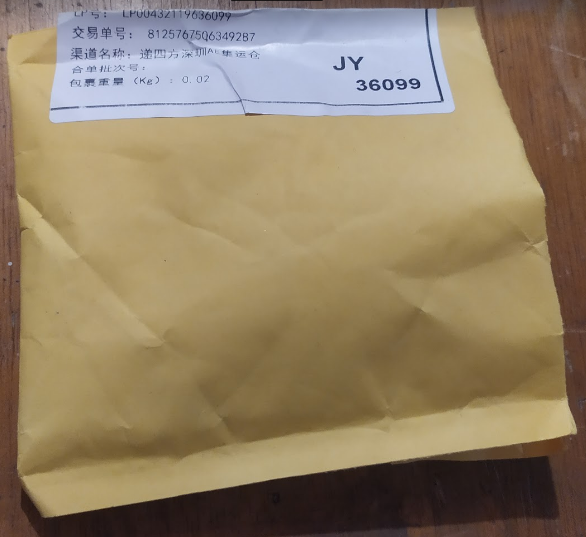 LP号: LP00432119636099
交易单号: 8125767506349287
渠道名称: 递四方深圳AE集运仓
合单批次号:
包裹重量 (Kg) : 0.02
JY
36099